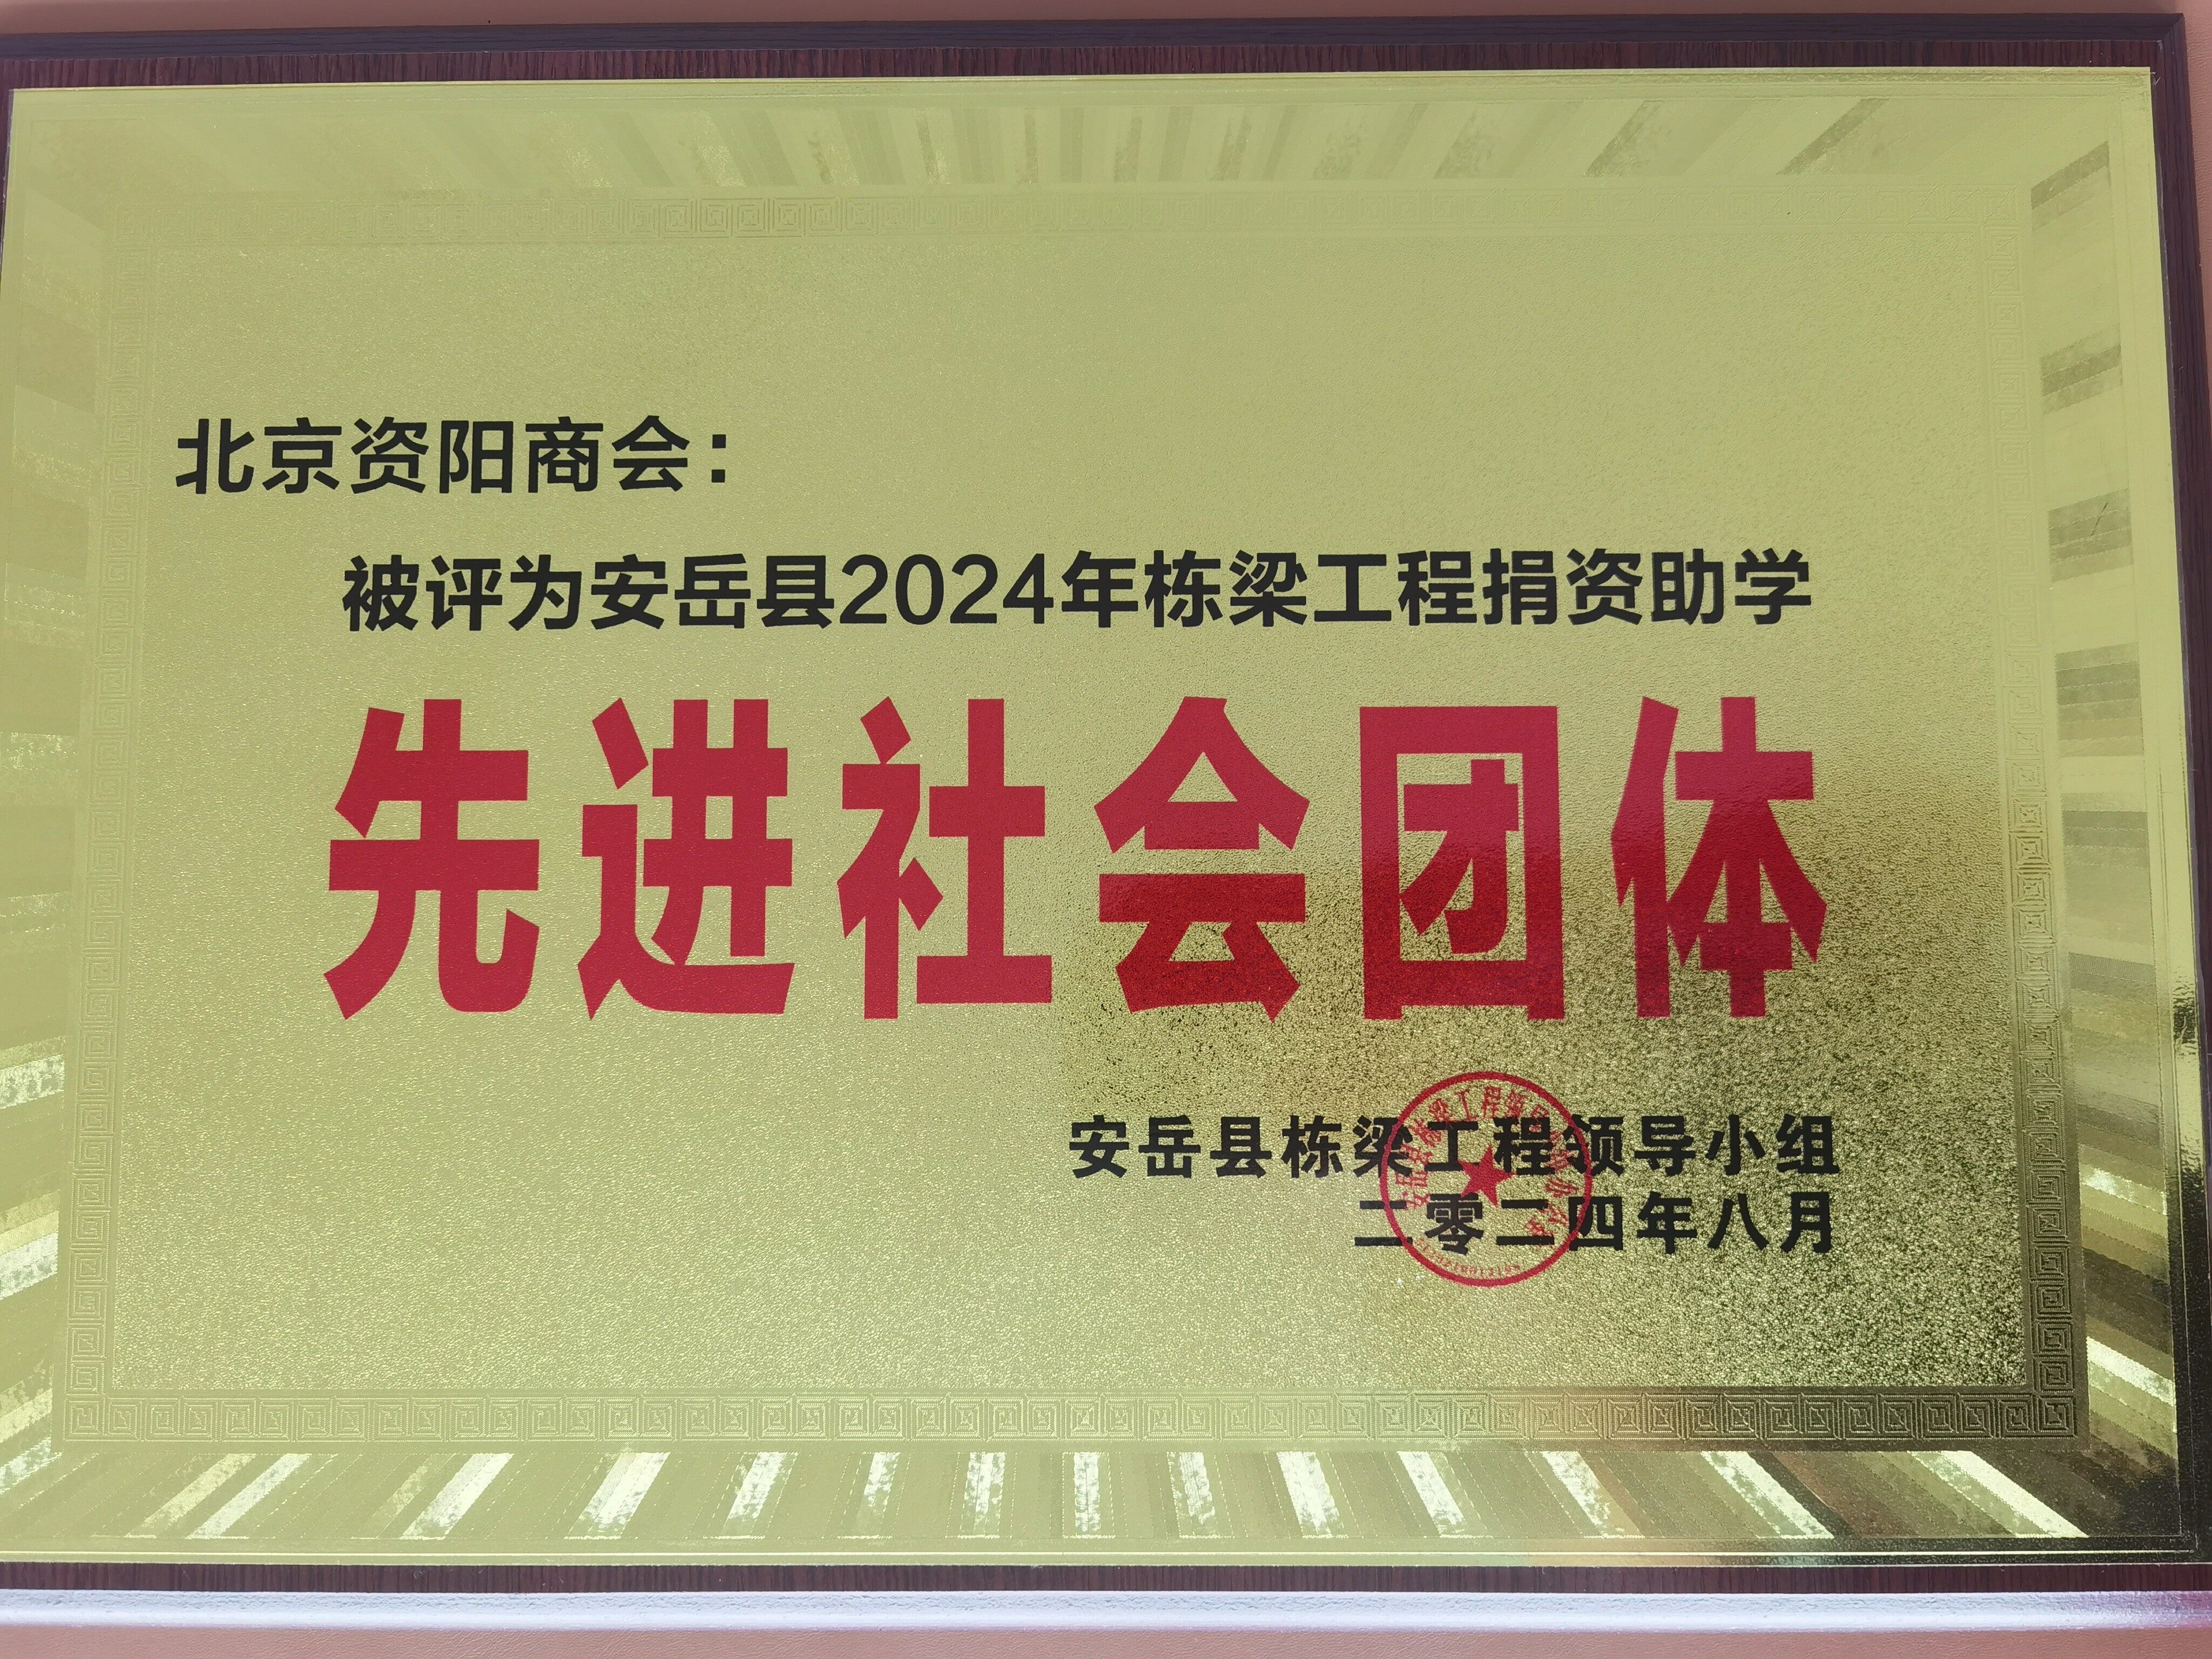 北京资阳商会：
被评为安岳县2024年栋梁工程捐资助学
先进社会团体
安岳县栋梁工程领导小组
二零二四年八月